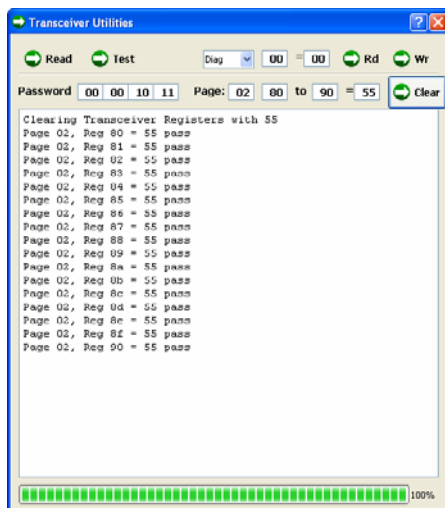 Transceiver Utilities
Read Test Diag 00 = 00 Rd Wr
Password 00 00 10 11 Page: 02 80 to 90 = 55 Clear
Clearing Transceiver Registers with 55
Page 02, Reg 80 = 55 pass
Page 02, Reg 81 = 55 pass
Page 02, Reg 82 = 55 pass
Page 02, Reg 83 = 55 pass
Page 02, Reg 84 = 55 pass
Page 02, Reg 85 = 55 pass
Page 02, Reg 86 = 55 pass
Page 02, Reg 87 = 55 pass
Page 02, Reg 88 = 55 pass
Page 02, Reg 89 = 55 pass
Page 02, Reg 8a = 55 pass
Page 02, Reg 8b = 55 pass
Page 02, Reg 8c = 55 pass
Page 02, Reg 8d = 55 pass
Page 02, Reg 8e = 55 pass
Page 02, Reg 8f = 55 pass
Page 02, Reg 90 = 55 pass
100%